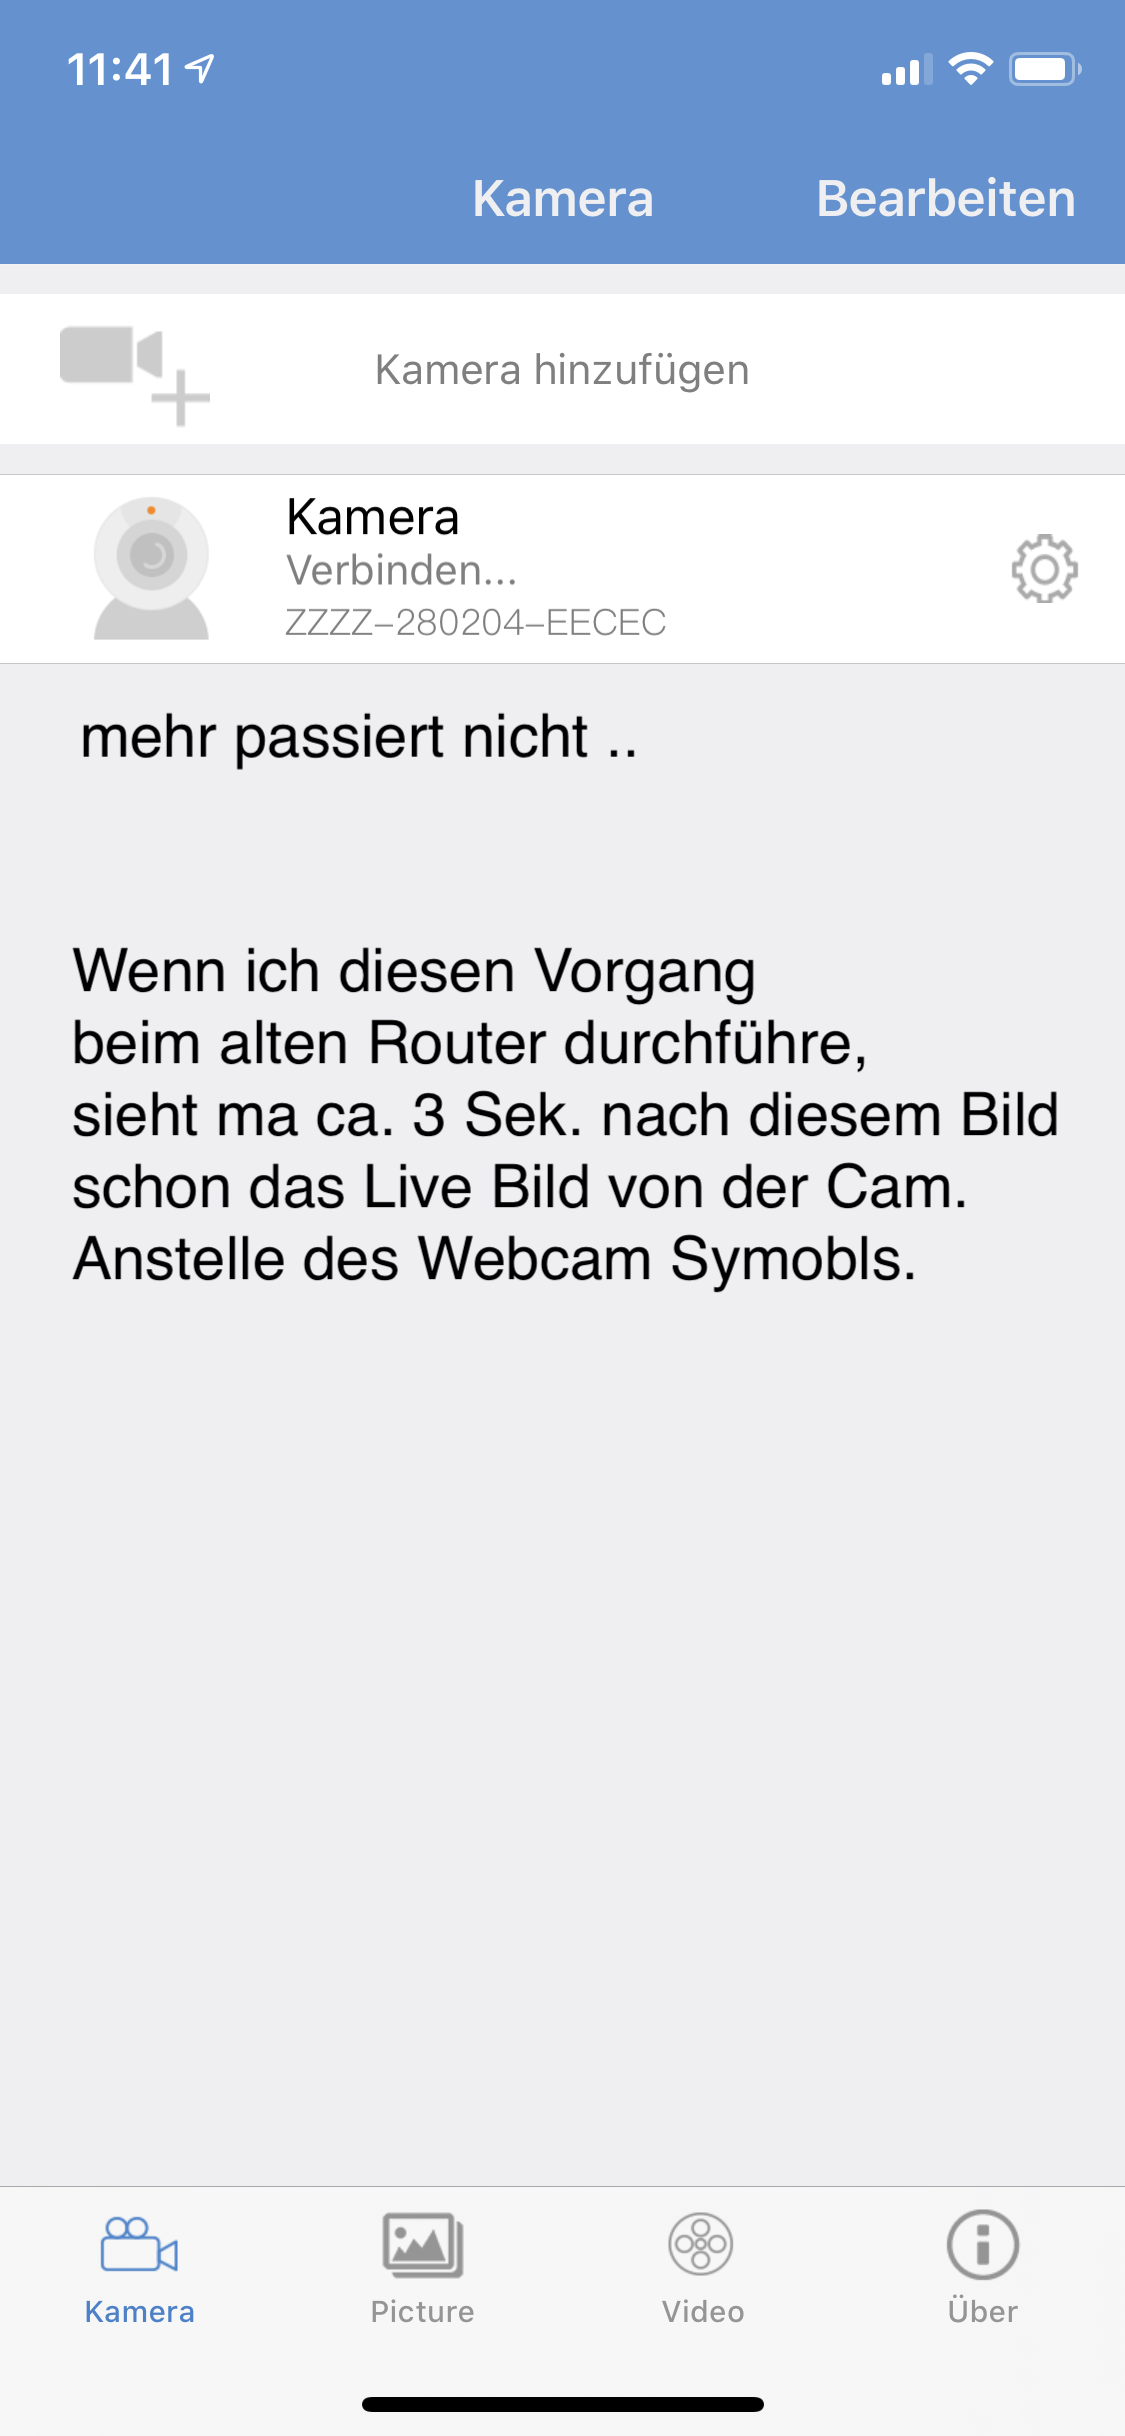 11:41
Kamera
Bearbeiten
Kamera hinzufügen
Kamera
Verbinden...
ZZZZ-280204-EECEC
mehr passiert nicht ..
Wenn ich diesen Vorgang
beim alten Router durchführe,
sieht ma ca. 3 Sek. nach diesem Bild
schon das Live Bild von der Cam.
Anstelle des Webcam Symobls.
Kamera
Picture
Video
Über